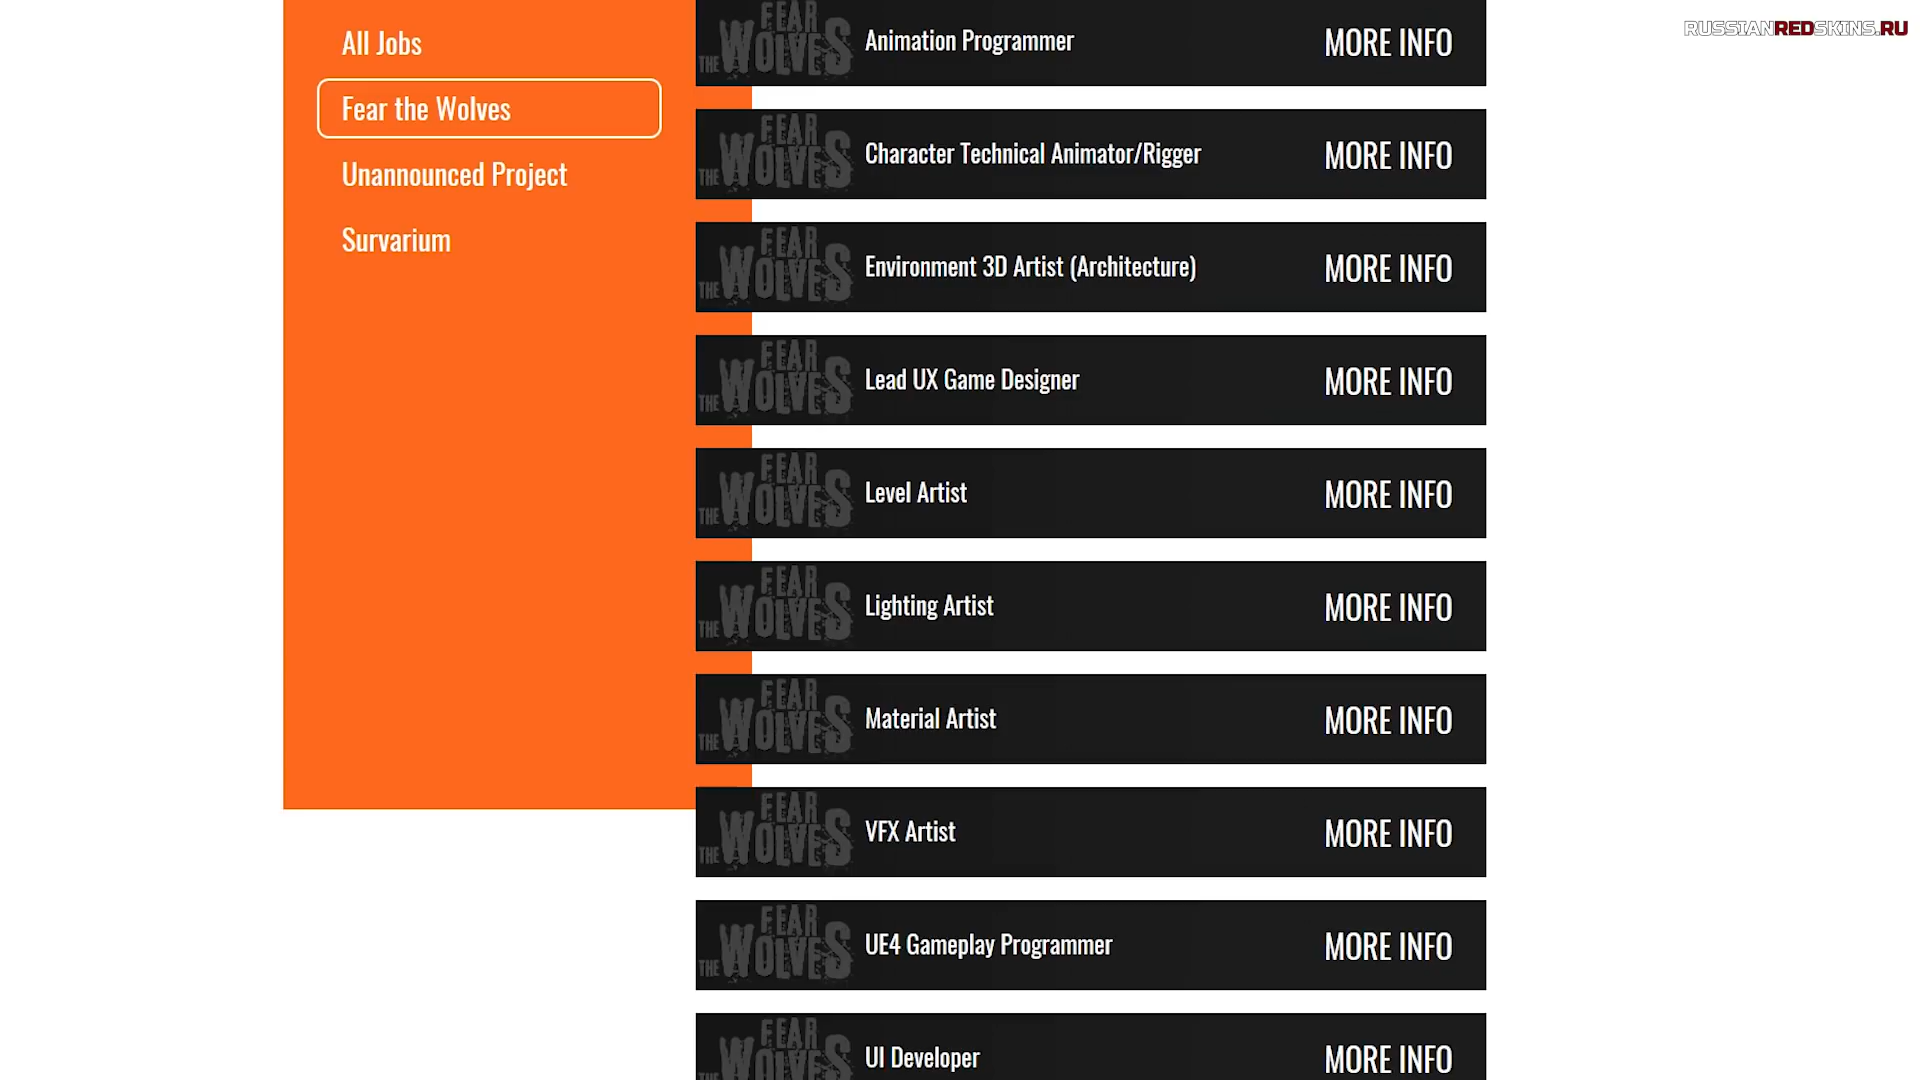 RUSSIANREDSKINS.RU
All Jobs
Fear the Wolves
Unannounced Project
Survarium
FEAR THE WOLVES Animation Programmer MORE INFO
FEAR THE WOLVES Character Technical Animator/Rigger MORE INFO
FEAR THE WOLVES Environment 3D Artist (Architecture) MORE INFO
FEAR THE WOLVES Lead UX Game Designer MORE INFO
FEAR THE WOLVES Level Artist MORE INFO
FEAR THE WOLVES Lighting Artist MORE INFO
FEAR THE WOLVES Material Artist MORE INFO
FEAR THE WOLVES VFX Artist MORE INFO
FEAR THE WOLVES UE4 Gameplay Programmer MORE INFO
FEAR THE WOLVES UI Developer MORE INFO